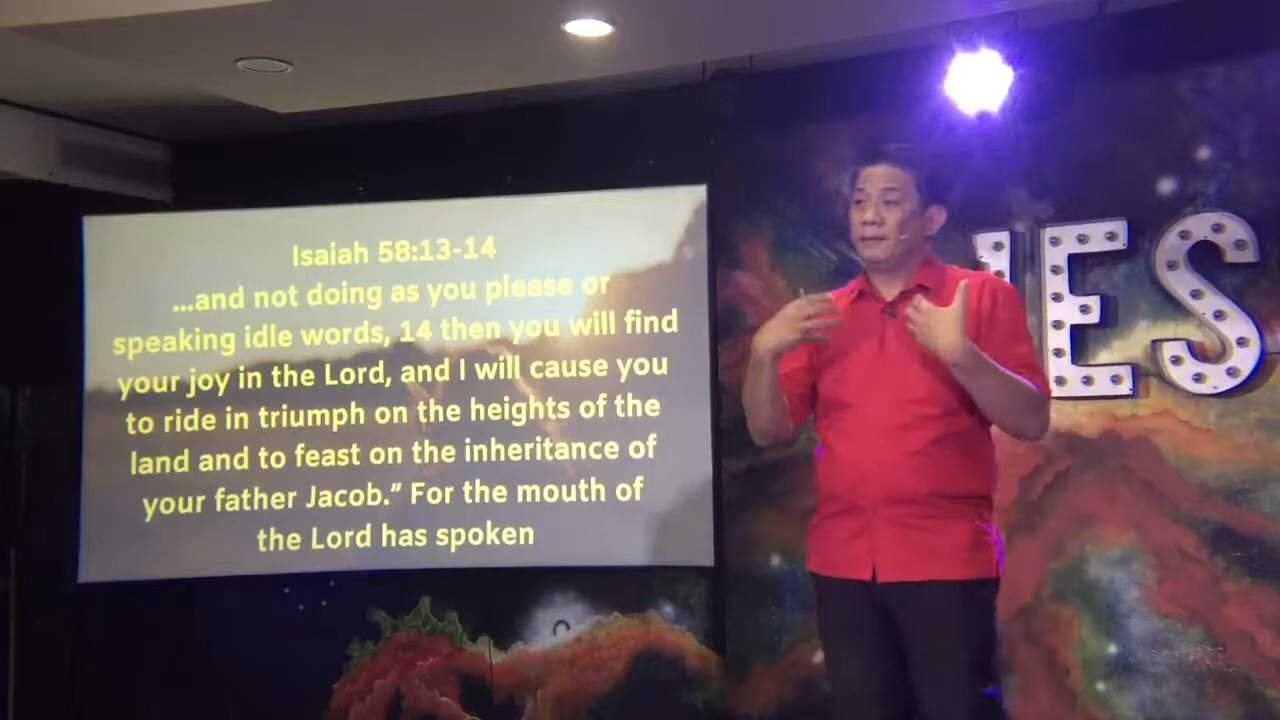 Isaiah 58:13-14
...and not doing as you please or
speaking idle words, 14 then you will find
your joy in the Lord, and I will cause you
to ride in triumph on the heights of the
land and to feast on the inheritance of
your father Jacob.” For the mouth of
the Lord has spoken
ES